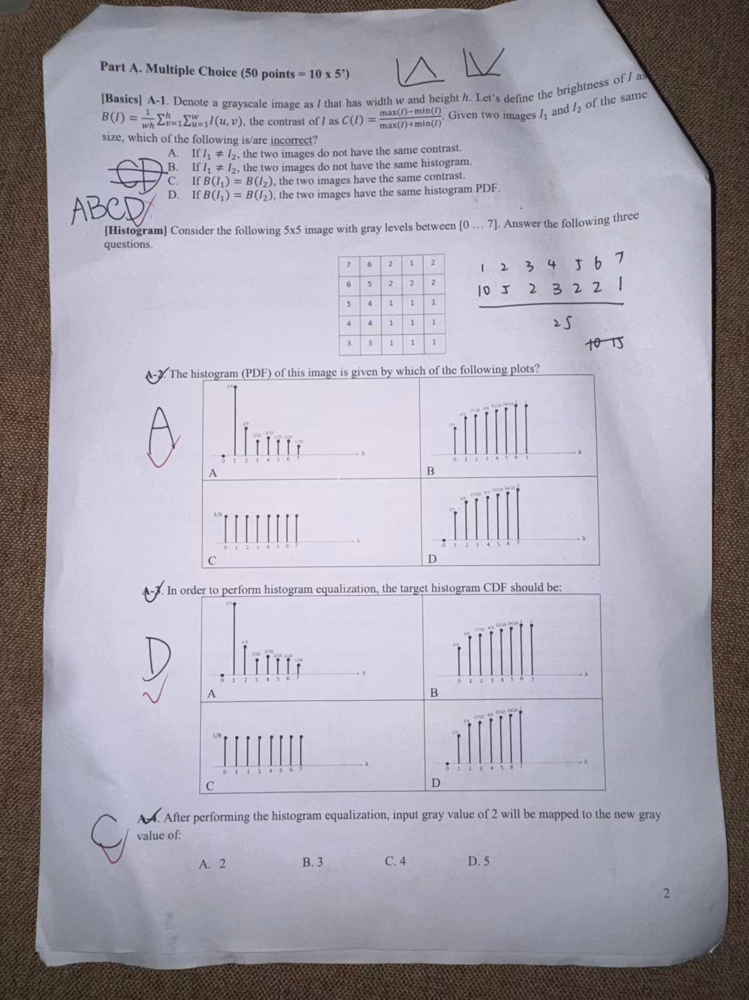 Part A. Multiple Choice (50 points = 10 x 5’)
[Basics] A-1. Denote a grayscale image as I that has width w and height h. Let’s define the brightness of I as
B(I) = 1/wh ∑ʰᵥ₌₁ ∑ʷᵤ₌₁ I(u, v), the contrast of I as C(I) = max(I)−min(I) / max(I)+min(I). Given two images I₁ and I₂ of the same
size, which of the following is/are incorrect?
A. If I₁ ≠ I₂, the two images do not have the same contrast.
B. If I₁ ≠ I₂, the two images do not have the same histogram.
C. If B(I₁) = B(I₂), the two images have the same contrast.
D. If B(I₁) = B(I₂), the two images have the same histogram PDF.
CD
ABCD
[Histogram] Consider the following 5x5 image with gray levels between [0 … 7]. Answer the following three
questions.
7 6 2 1 2
6 5 2 2 2
5 4 1 1 1
4 4 1 1 1
3 3 1 1 1
1 2 3 4 5 6 7
10 5 2 3 2 2 1
25
10 15
A-2. The histogram (PDF) of this image is given by which of the following plots?
A
2/5 1/5 2/25 3/25 2/25 2/25 1/25
0 1 2 3 4 5 6 7 h
A
2/5 3/5 17/25 4/5 22/25 24/25 1 1
0 1 2 3 4 5 6 7 h
B
1/8
0 1 2 3 4 5 6 7 h
C
2/5 3/5 17/25 4/5 22/25 24/25 1
0 1 2 3 4 5 6 7 h
D
A-3. In order to perform histogram equalization, the target histogram CDF should be:
D
2/5 1/5 2/25 3/25 2/25 2/25 1/25
0 1 2 3 4 5 6 7 h
A
2/5 3/5 17/25 4/5 22/25 24/25 1 1
0 1 2 3 4 5 6 7 h
B
1/8
0 1 2 3 4 5 6 7 h
C
2/5 3/5 17/25 4/5 22/25 24/25 1
0 1 2 3 4 5 6 7 h
D
C
A-4. After performing the histogram equalization, input gray value of 2 will be mapped to the new gray
value of:
A. 2 B. 3 C. 4 D. 5
2